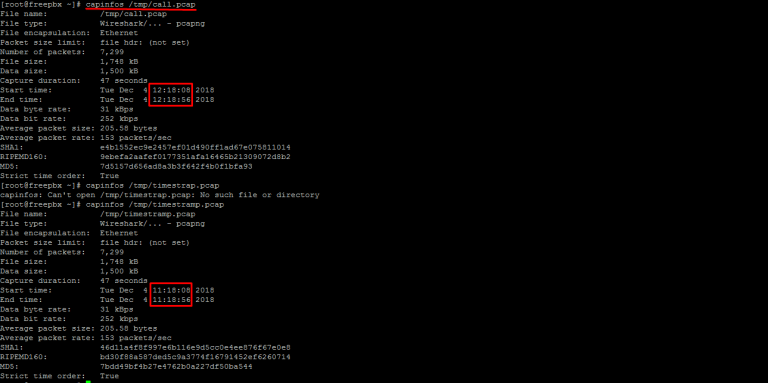 [root@freepbx ~]# capinfos /tmp/call.pcap
File name:           /tmp/call.pcap
File type:           Wireshark/... - pcapng
File encapsulation:  Ethernet
Packet size limit:   file hdr: (not set)
Number of packets:   7,299
File size:           1,748 kB
Data size:           1,500 kB
Capture duration:    47 seconds
Start time:          Tue Dec  4 12:18:08 2018
End time:            Tue Dec  4 12:18:56 2018
Data byte rate:      31 kBps
Data bit rate:       252 kbps
Average packet size: 205.58 bytes
Average packet rate: 153 packets/sec
SHA1:                e4b1552ec9e2457ef01d490ff1ad67e075811014
RIPEMD160:           9ebefa2aafef0177351afa16465b21309072d8b2
MD5:                 7d5157d656ad8a3b3f642f4b0f1bfa93
Strict time order:   True
[root@freepbx ~]# capinfos /tmp/timestrap.pcap
capinfos: Can't open /tmp/timestrap.pcap: No such file or directory
[root@freepbx ~]# capinfos /tmp/timestramp.pcap
File name:           /tmp/timestramp.pcap
File type:           Wireshark/... - pcapng
File encapsulation:  Ethernet
Packet size limit:   file hdr: (not set)
Number of packets:   7,299
File size:           1,748 kB
Data size:           1,500 kB
Capture duration:    47 seconds
Start time:          Tue Dec  4 11:18:08 2018
End time:            Tue Dec  4 11:18:56 2018
Data byte rate:      31 kBps
Data bit rate:       252 kbps
Average packet size: 205.58 bytes
Average packet rate: 153 packets/sec
SHA1:                46d11a4f8f997e6b116e9d5cc0e4ee876f67e0e8
RIPEMD160:           bd30f88a587ded5c9a3774f16791452ef6260714
MD5:                 7bdd49bf4b27e4762b0a227df50ba544
Strict time order:   True